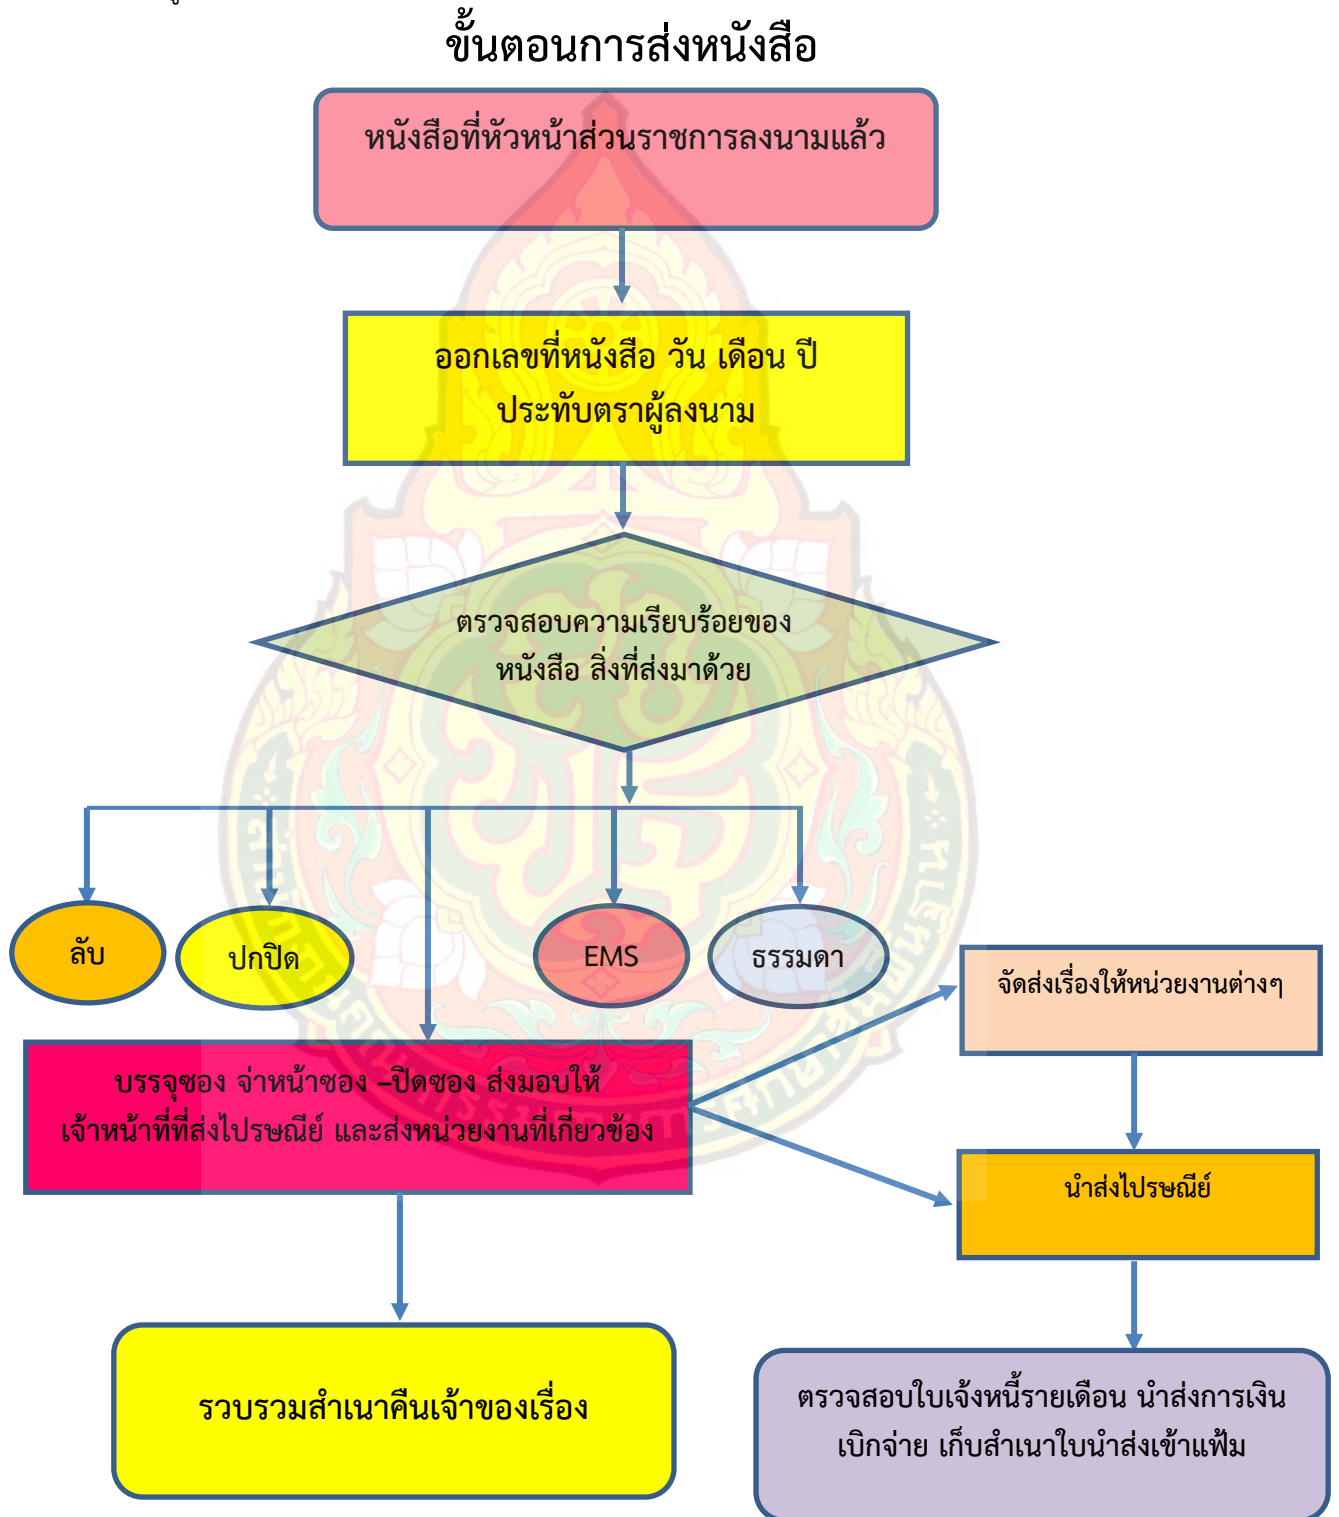 ขั้นตอนการส่งหนังสือ
หนังสือที่หัวหน้าส่วนราชการลงนามแล้ว
ออกเลขที่หนังสือ วัน เดือน ปี
ประทับตราผู้ลงนาม
ตรวจสอบความเรียบร้อยของ
หนังสือ สิ่งที่ส่งมาด้วย
ลับ
ปกปิด
EMS
ธรรมดา
จัดส่งเรื่องให้หน่วยงานต่างๆ
บรรจุซอง จ่าหน้าซอง –ปิดซอง ส่งมอบให้
เจ้าหน้าที่ที่ส่งไปรษณีย์ และส่งหน่วยงานที่เกี่ยวข้อง
นำส่งไปรษณีย์
รวบรวมสำเนาคืนเจ้าของเรื่อง
ตรวจสอบใบเจ้งหนี้รายเดือน นำส่งการเงิน
เบิกจ่าย เก็บสำเนาใบนำส่งเข้าแฟ้ม